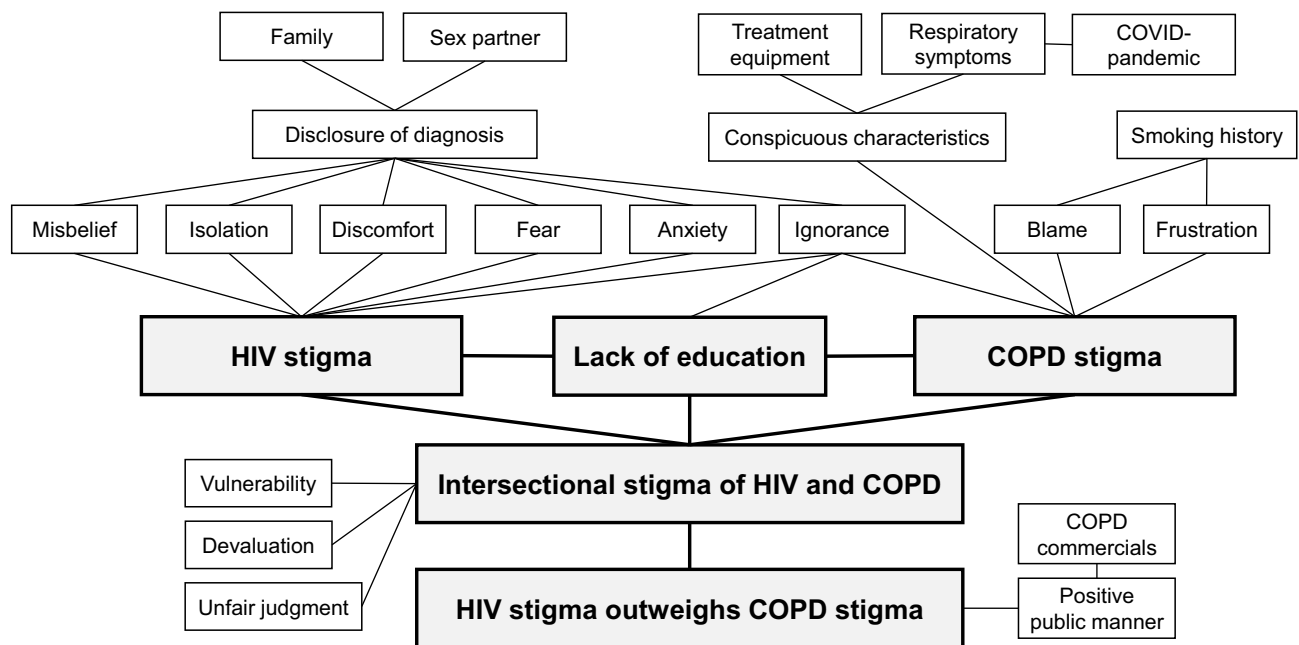 Family
Sex partner
Treatment
equipment
Respiratory
symptoms
COVID-
pandemic
Disclosure of diagnosis
Conspicuous characteristics
Smoking history
Misbelief
Isolation
Discomfort
Fear
Anxiety
Ignorance
Blame
Frustration
HIV stigma
Lack of education
COPD stigma
Vulnerability
Devaluation
Unfair judgment
Intersectional stigma of HIV and COPD
COPD
commercials
HIV stigma outweighs COPD stigma
Positive
public manner